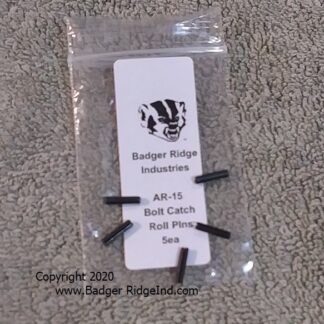 Badger Ridge
Industries
AR-15
Bolt Catch
Roll Pins
5ea
Copyright 2020
www.Badger RidgeInd.com